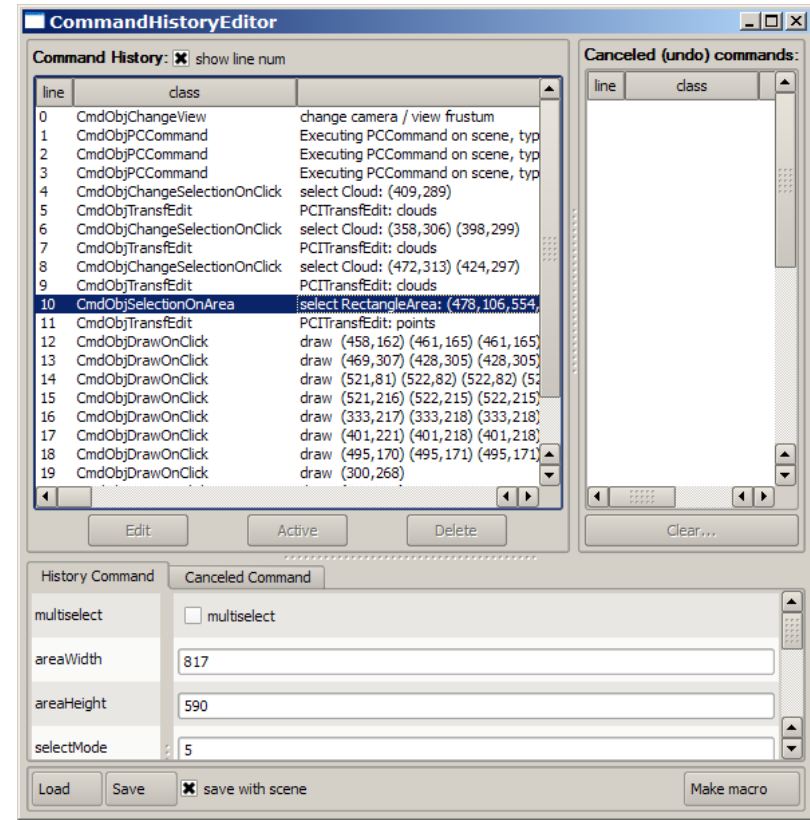 CommandHistoryEditor
Command History: show line num
line class
0 CmdObjChangeView change camera / view frustum
1 CmdObjPCCommand Executing PCCommand on scene, typ
2 CmdObjPCCommand Executing PCCommand on scene, typ
3 CmdObjPCCommand Executing PCCommand on scene, typ
4 CmdObjChangeSelectionOnClick select Cloud: (409,289)
5 CmdObjTransfEdit PCITransfEdit: clouds
6 CmdObjChangeSelectionOnClick select Cloud: (358,306) (398,299)
7 CmdObjTransfEdit PCITransfEdit: clouds
8 CmdObjChangeSelectionOnClick select Cloud: (472,313) (424,297)
9 CmdObjTransfEdit PCITransfEdit: clouds
10 CmdObjSelectionOnArea select RectangleArea: (478,106,554,
11 CmdObjTransfEdit PCITransfEdit: points
12 CmdObjDrawOnClick draw (458,162) (461,165) (461,165)
13 CmdObjDrawOnClick draw (469,307) (428,305) (428,305)
14 CmdObjDrawOnClick draw (521,81) (522,82) (522,82) (52
15 CmdObjDrawOnClick draw (521,216) (522,215) (522,215)
16 CmdObjDrawOnClick draw (333,217) (333,218) (333,218)
17 CmdObjDrawOnClick draw (401,221) (401,218) (401,218)
18 CmdObjDrawOnClick draw (495,170) (495,171) (495,171)
19 CmdObjDrawOnClick draw (300,268)
Edit Active Delete
Canceled (undo) commands:
line class
Clear...
History Command Canceled Command
multiselect multiselect
areaWidth 817
areaHeight 590
selectMode 5
Load Save save with scene Make macro